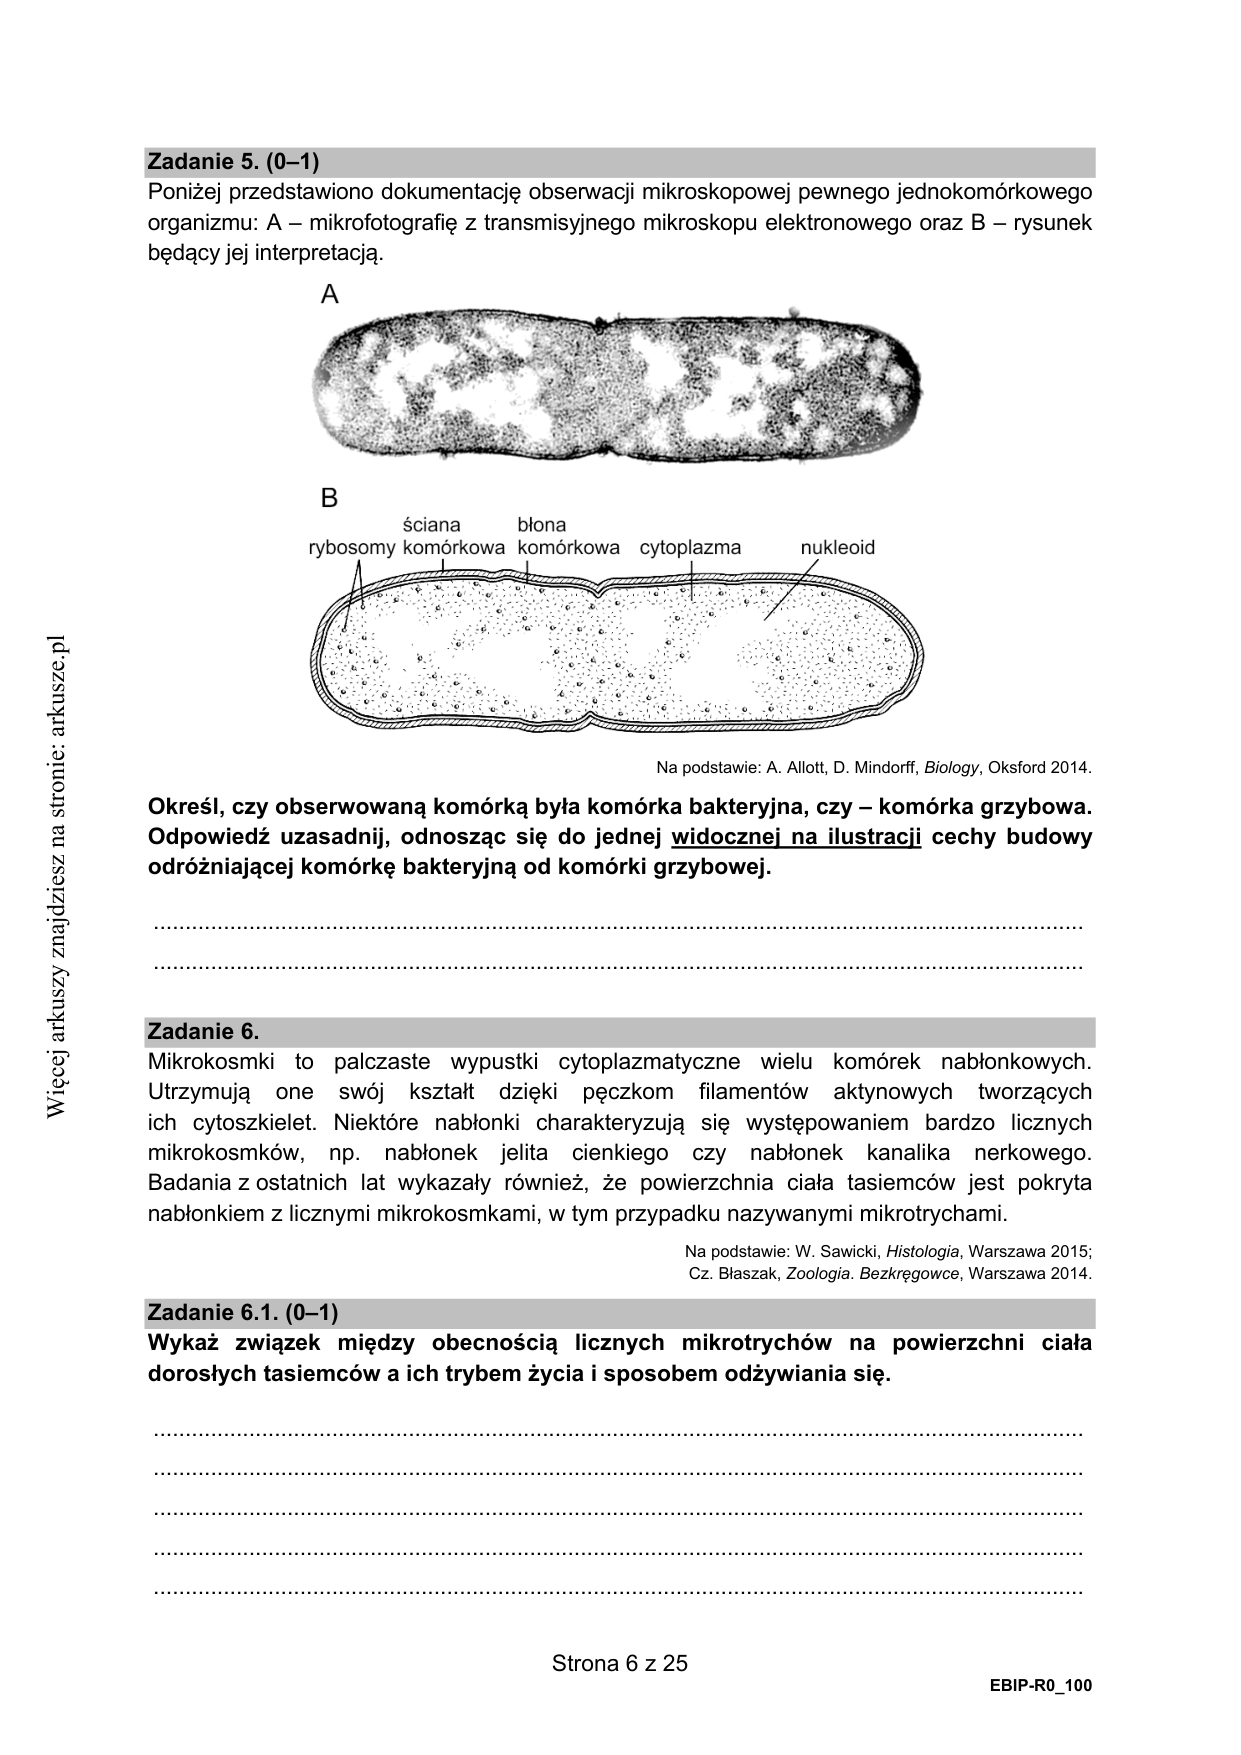 Zadanie 5. (0–1)
Poniżej przedstawiono dokumentację obserwacji mikroskopowej pewnego jednokomórkowego
organizmu: A – mikrofotografię z transmisyjnego mikroskopu elektronowego oraz B – rysunek
będący jej interpretacją.
A
B
ściana błona
rybosomy komórkowa komórkowa cytoplazma nukleoid
Na podstawie: A. Allott, D. Mindorff, Biology, Oksford 2014.
Określ, czy obserwowaną komórką była komórka bakteryjna, czy – komórka grzybowa.
Odpowiedź uzasadnij, odnosząc się do jednej widocznej na ilustracji cechy budowy
odróżniającej komórkę bakteryjną od komórki grzybowej.
Zadanie 6.
Mikrokosmki to palczaste wypustki cytoplazmatyczne wielu komórek nabłonkowych.
Utrzymują one swój kształt dzięki pęczkom filamentów aktynowych tworzących
ich cytoszkielet. Niektóre nabłonki charakteryzują się występowaniem bardzo licznych
mikrokosmków, np. nabłonek jelita cienkiego czy nabłonek kanalika nerkowego.
Badania z ostatnich lat wykazały również, że powierzchnia ciała tasiemców jest pokryta
nabłonkiem z licznymi mikrokosmkami, w tym przypadku nazywanymi mikrotrychami.
Na podstawie: W. Sawicki, Histologia, Warszawa 2015;
Cz. Błaszak, Zoologia. Bezkręgowce, Warszawa 2014.
Zadanie 6.1. (0–1)
Wykaż związek między obecnością licznych mikrotrychów na powierzchni ciała
dorosłych tasiemców a ich trybem życia i sposobem odżywiania się.
Strona 6 z 25
EBIP-R0_100
Więcej arkuszy znajdziesz na stronie: arkusze.pl